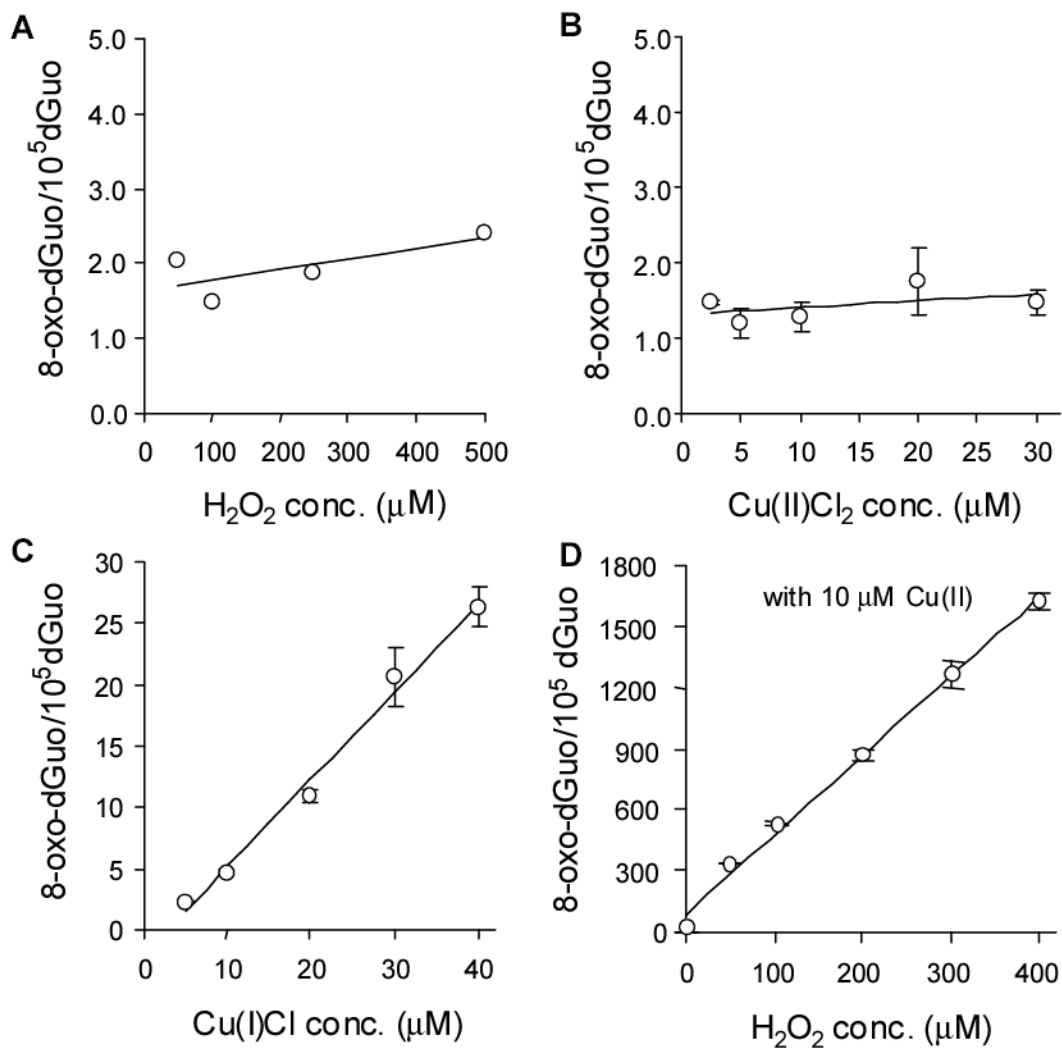 A
8-oxo-dGuo/10⁵dGuo
5.0
4.0
3.0
2.0
1.0
0.0
0 100 200 300 400 500
H₂O₂ conc. (μM)
B
8-oxo-dGuo/10⁵dGuo
5.0
4.0
3.0
2.0
1.0
0.0
0 5 10 15 20 25 30
Cu(II)Cl₂ conc. (μM)
C
8-oxo-dGuo/10⁵dGuo
30
25
20
15
10
5
0
0 10 20 30 40
Cu(I)Cl conc. (μM)
D
8-oxo-dGuo/10⁵ dGuo
with 10 μM Cu(II)
1800
1500
1200
900
600
300
0
0 100 200 300 400
H₂O₂ conc. (μM)